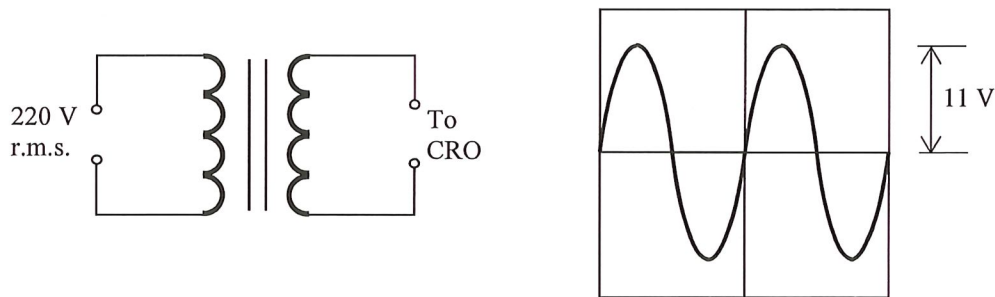 220 V
r.m.s.
To
CRO
11 V